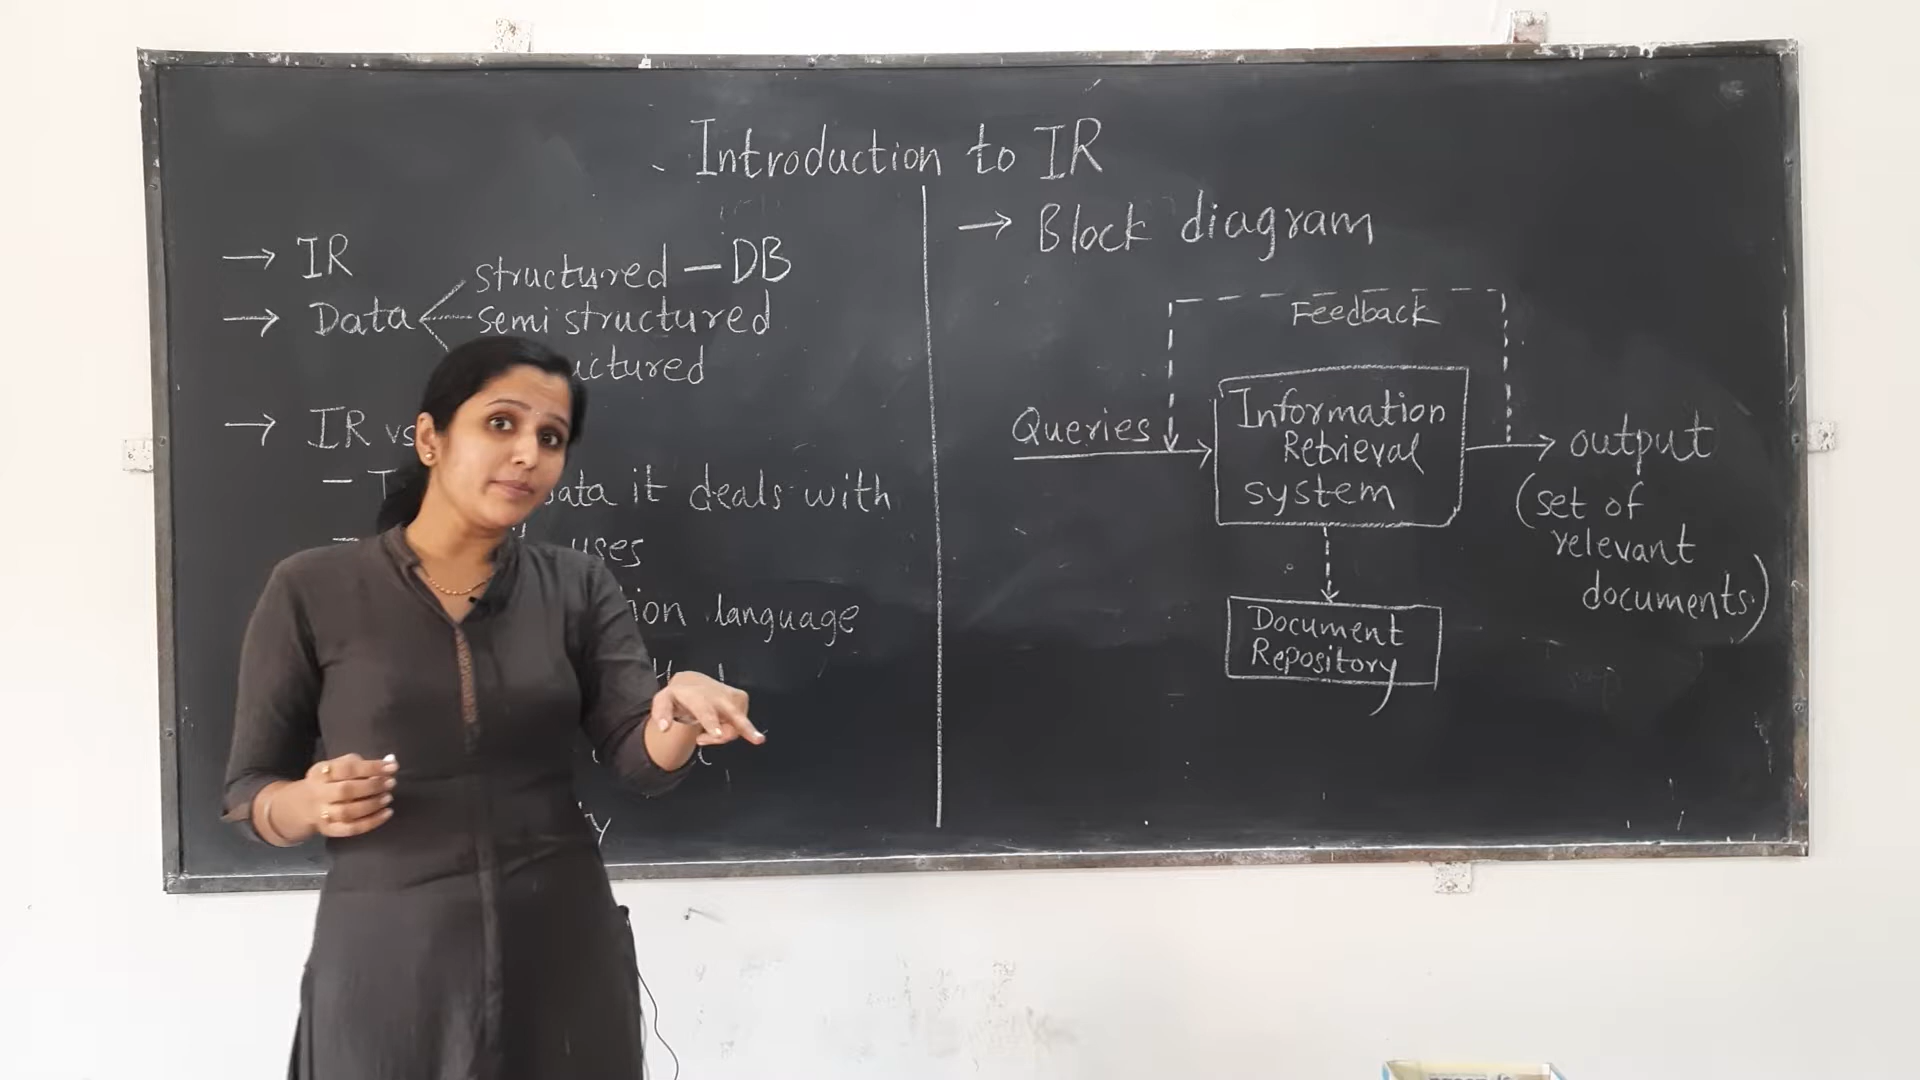 Introduction to IR
→ IR
→ Data
structured - DB
semi structured
uctured
→ IR vs
- T data it deals with
- uses
ion language
y
→ Block diagram
Feedback
Queries
Information
Retrieval
system
output
(set of
relevant
documents)
Document
Repository